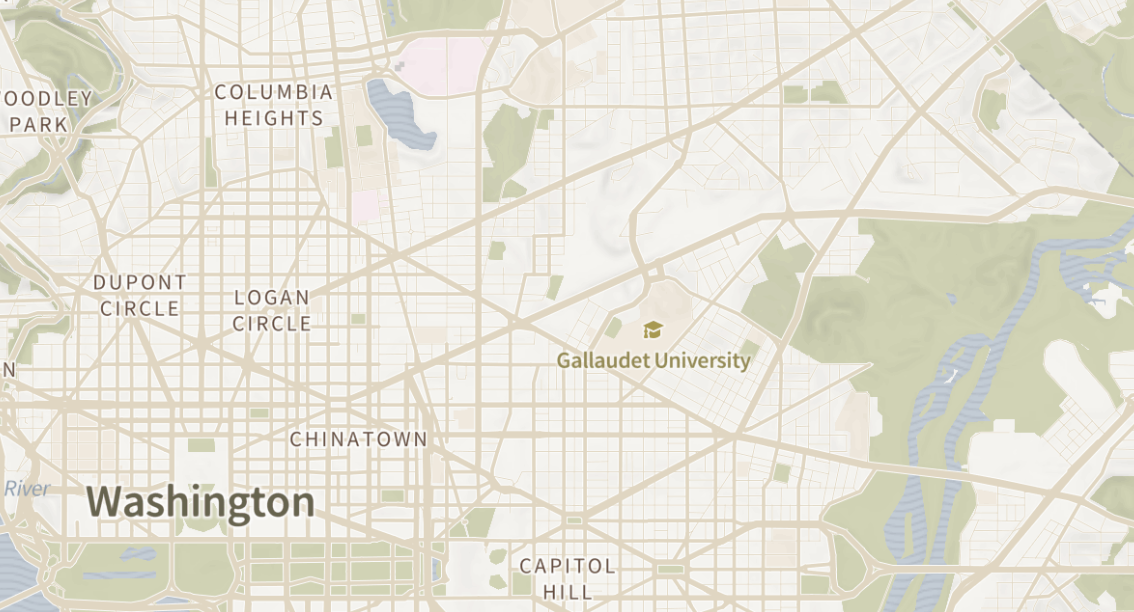 COLUMBIA
HEIGHTS
OODLEY
PARK
DUPONT
CIRCLE
LOGAN
CIRCLE
Gallaudet University
N
CHINATOWN
River
Washington
CAPITOL
HILL